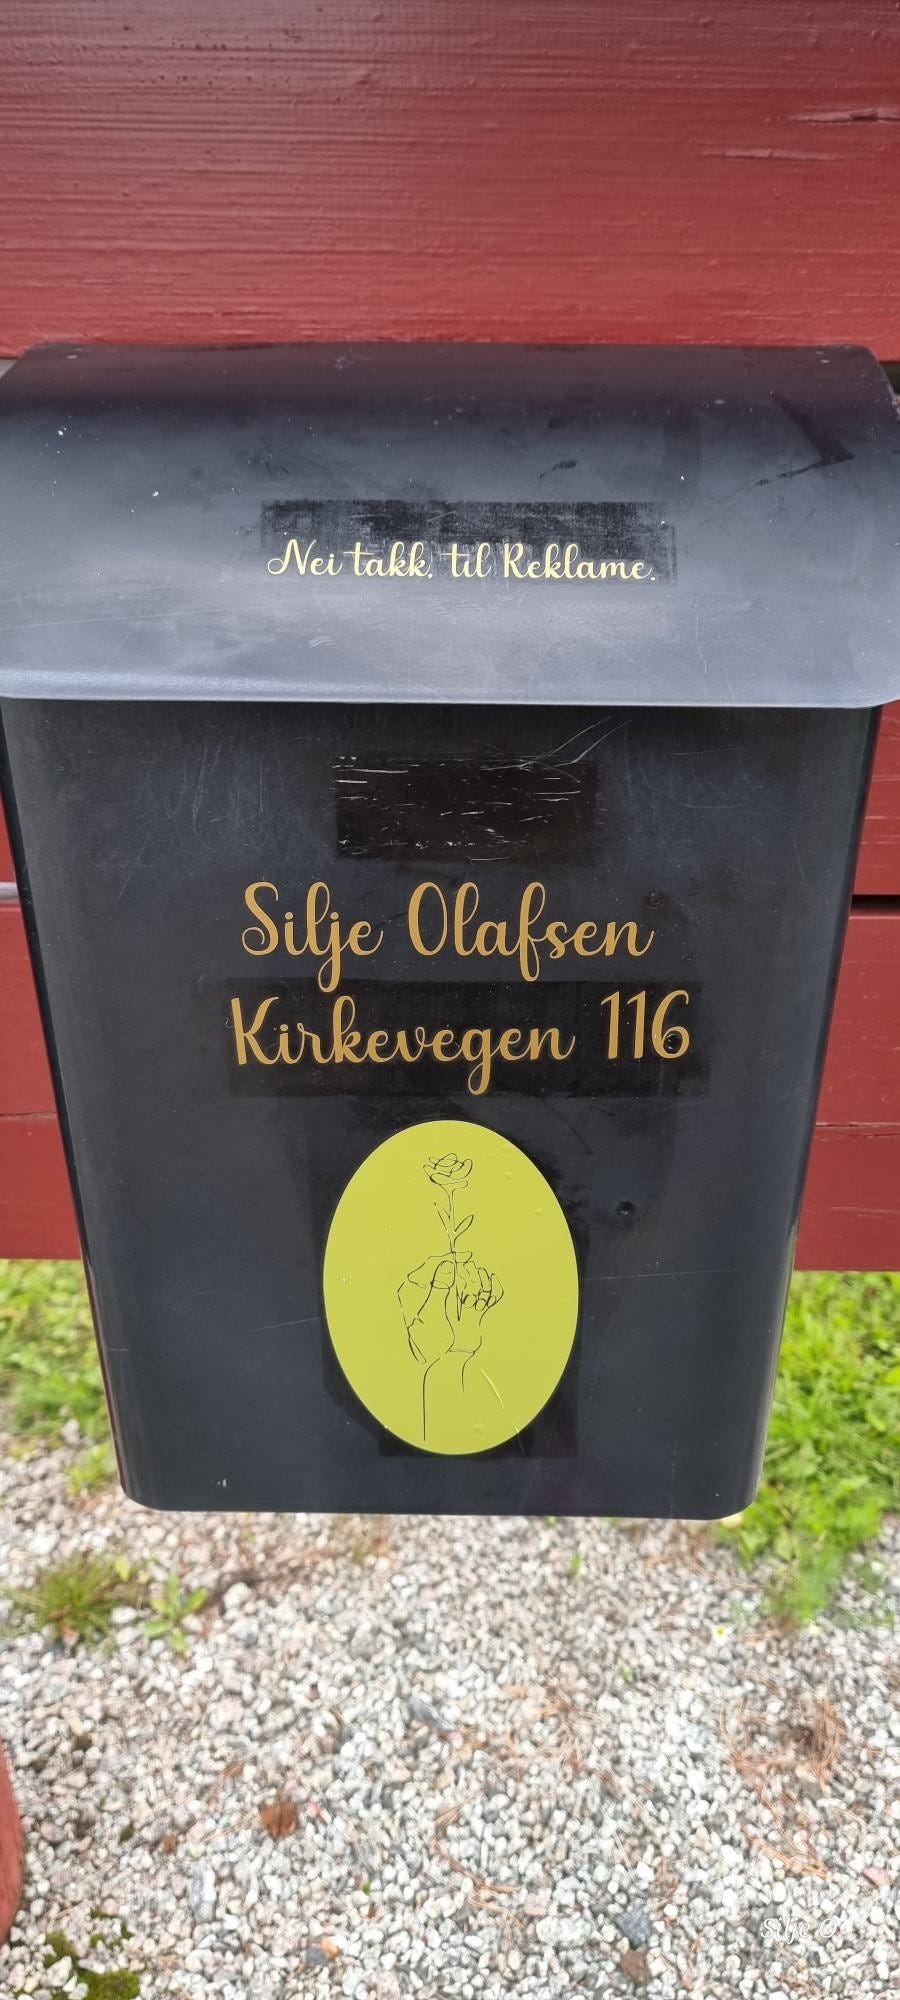 Nei takk, til Reklame.
Silje Olafsen
Kirkevegen 116
Silje O